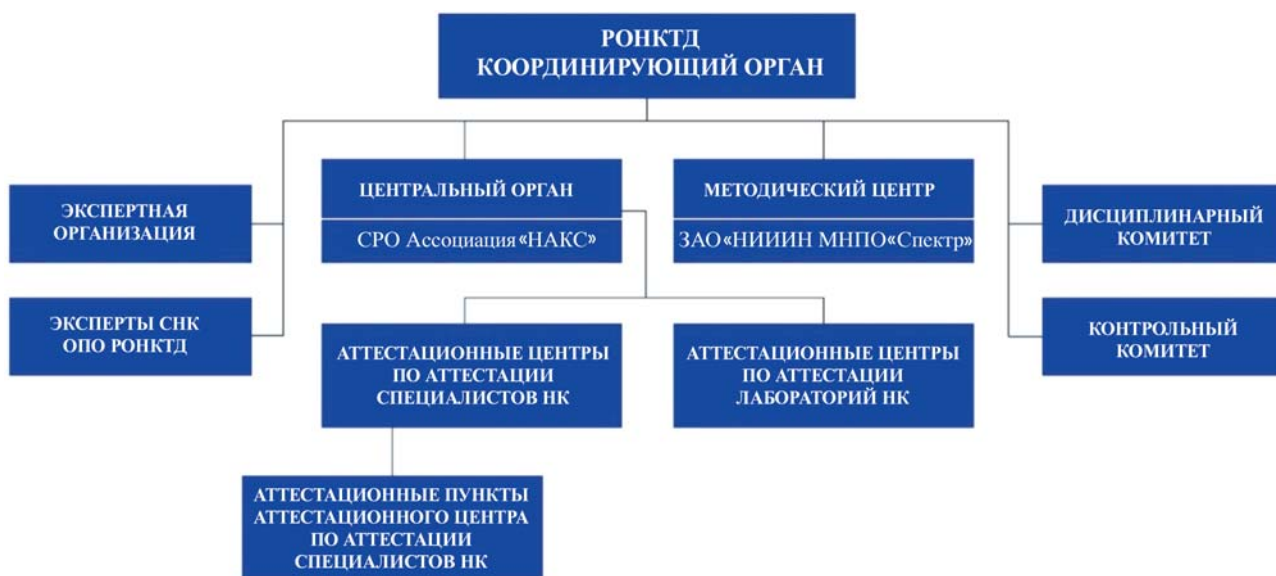 РОНКТД
КООРДИНИРУЮЩИЙ ОРГАН
ЦЕНТРАЛЬНЫЙ ОРГАН
СРО Ассоциация «НАКС»
МЕТОДИЧЕСКИЙ ЦЕНТР
ЗАО «НИИИН МНПО «Спектр»
ЭКСПЕРТНАЯ
ОРГАНИЗАЦИЯ
ДИСЦИПЛИНАРНЫЙ
КОМИТЕТ
ЭКСПЕРТЫ СНК
ОПО РОНКТД
КОНТРОЛЬНЫЙ
КОМИТЕТ
АТТЕСТАЦИОННЫЕ ЦЕНТРЫ
ПО АТТЕСТАЦИИ
СПЕЦИАЛИСТОВ НК
АТТЕСТАЦИОННЫЕ ЦЕНТРЫ
ПО АТТЕСТАЦИИ
ЛАБОРАТОРИЙ НК
АТТЕСТАЦИОННЫЕ ПУНКТЫ
АТТЕСТАЦИОННОГО ЦЕНТРА
ПО АТТЕСТАЦИИ
СПЕЦИАЛИСТОВ НК